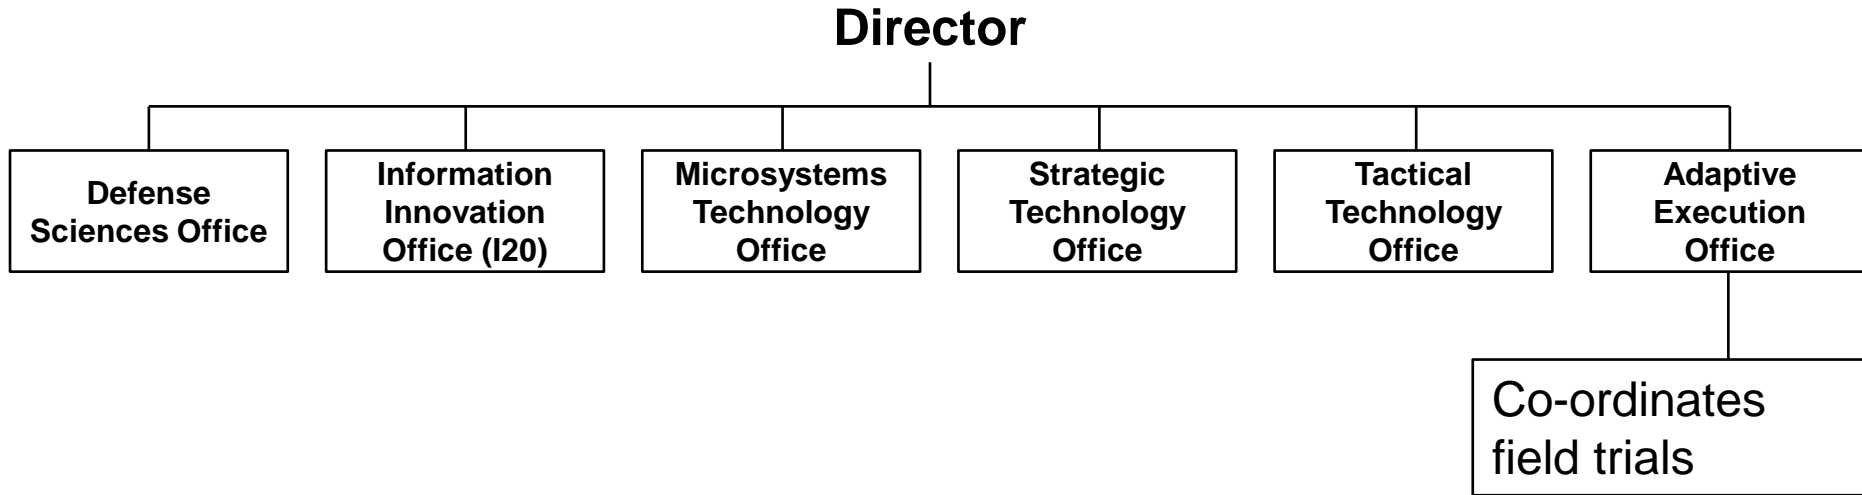 Director
Defense
Sciences Office
Information
Innovation
Office (I20)
Microsystems
Technology
Office
Strategic
Technology
Office
Tactical
Technology
Office
Adaptive
Execution
Office
Co-ordinates
field trials